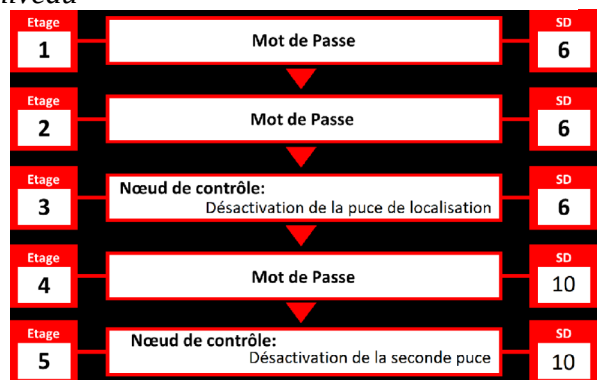 niveau
Etage
1
Mot de Passe
SD
6
Etage
2
Mot de Passe
SD
6
Etage
3
Nœud de contrôle:
Désactivation de la puce de localisation
SD
6
Etage
4
Mot de Passe
SD
10
Etage
5
Nœud de contrôle:
Désactivation de la seconde puce
SD
10